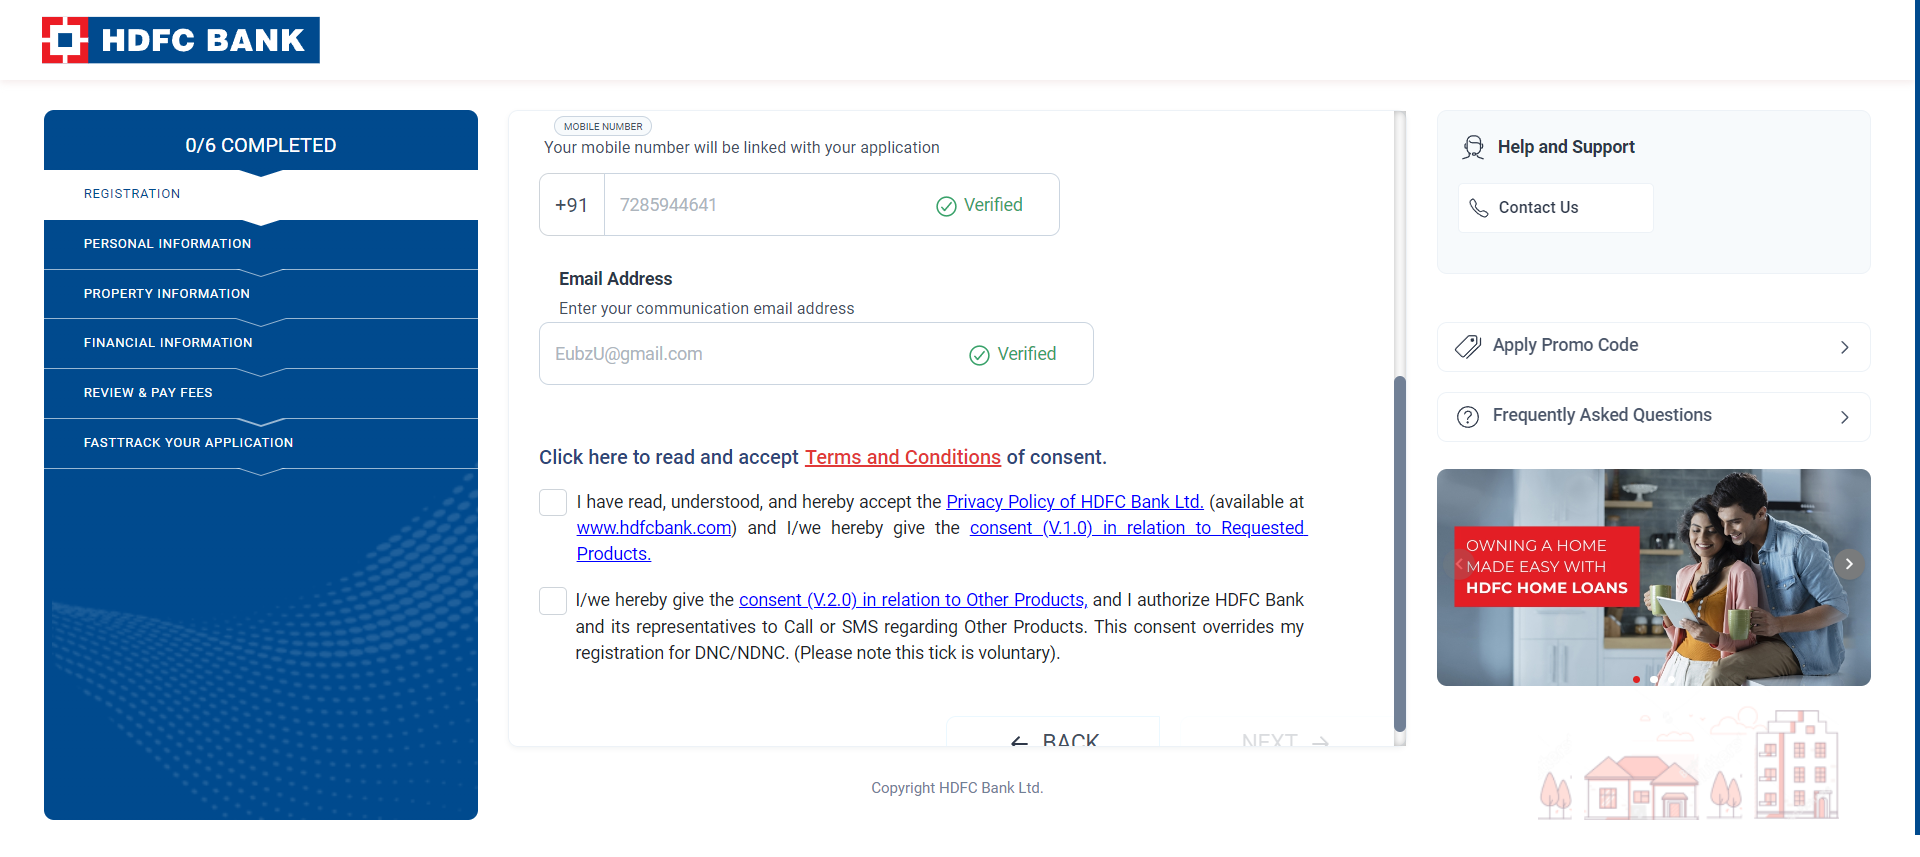 HDFC BANK
0/6 COMPLETED
REGISTRATION
PERSONAL INFORMATION
PROPERTY INFORMATION
FINANCIAL INFORMATION
REVIEW & PAY FEES
FASTTRACK YOUR APPLICATION
MOBILE NUMBER
Your mobile number will be linked with your application
+91 7285944641 Verified
Email Address
Enter your communication email address
EubzU@gmail.com Verified
Click here to read and accept Terms and Conditions of consent.
I have read, understood, and hereby accept the Privacy Policy of HDFC Bank Ltd. (available at
www.hdfcbank.com) and I/we hereby give the consent (V.1.0) in relation to Requested
Products.
I/we hereby give the consent (V.2.0) in relation to Other Products, and I authorize HDFC Bank
and its representatives to Call or SMS regarding Other Products. This consent overrides my
registration for DNC/NDNC. (Please note this tick is voluntary).
BACK NEXT
Copyright HDFC Bank Ltd.
Help and Support
Contact Us
Apply Promo Code
Frequently Asked Questions
OWNING A HOME
MADE EASY WITH
HDFC HOME LOANS